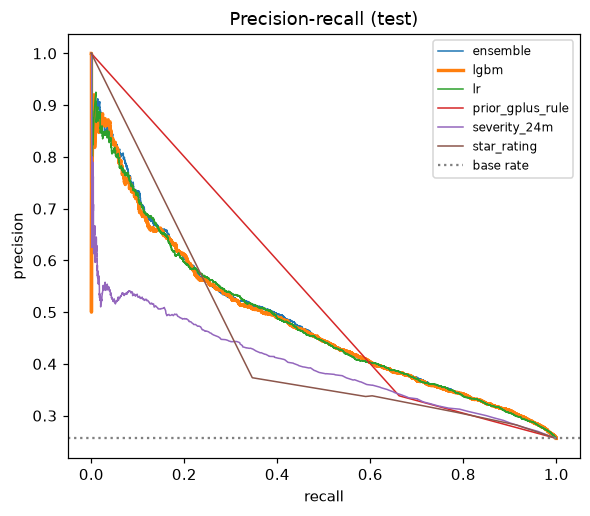 Precision-recall (test)
1.0
0.9
0.8
0.7
0.6
0.5
0.4
0.3
precision
ensemble
lgbm
lr
prior_gplus_rule
severity_24m
star_rating
base rate
0.0 0.2 0.4 0.6 0.8 1.0
recall